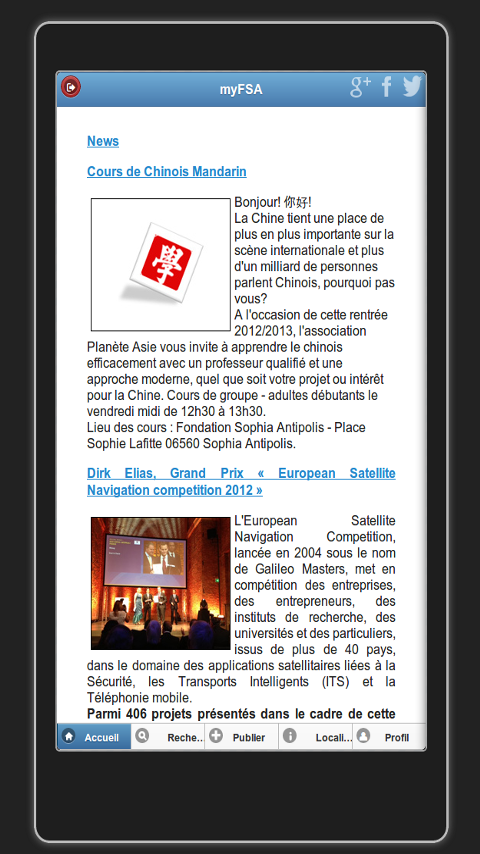 myFSA
News
Cours de Chinois Mandarin
學
Bonjour! 你好!
La Chine tient une place de
plus en plus importante sur la
scène internationale et plus
d'un milliard de personnes
parlent Chinois, pourquoi pas
vous?
A l'occasion de cette rentrée
2012/2013, l'association
Planète Asie vous invite à apprendre le chinois
efficacement avec un professeur qualifié et une
approche moderne, quel que soit votre projet ou intérêt
pour la Chine. Cours de groupe - adultes débutants le
vendredi midi de 12h30 à 13h30.
Lieu des cours : Fondation Sophia Antipolis - Place
Sophie Lafitte 06560 Sophia Antipolis.
Dirk Elias, Grand Prix « European Satellite
Navigation competition 2012 »
L'European Satellite
Navigation Competition,
lancée en 2004 sous le nom
de Galileo Masters, met en
compétition des entreprises,
des entrepreneurs, des
instituts de recherche, des
universités et des particuliers,
issus de plus de 40 pays,
dans le domaine des applications satellitaires liées à la
Sécurité, les Transports Intelligents (ITS) et la
Téléphonie mobile.
Parmi 406 projets présentés dans le cadre de cette
Accueil
Reche...
Publier
Locali...
Profil